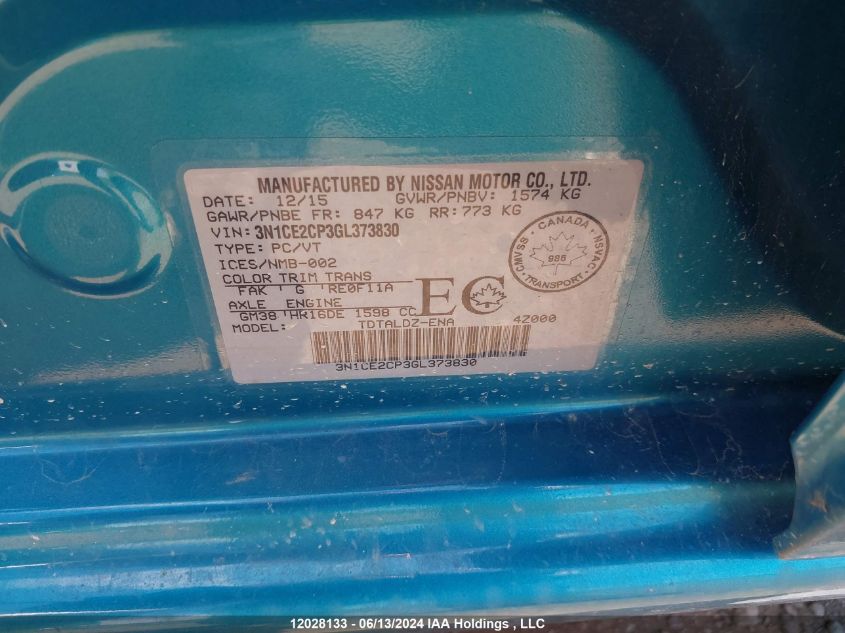 MANUFACTURED BY NISSAN MOTOR CO., LTD.
DATE: 12/15 GVWR/PNBV: 1574 KG
GAWR/PNBE FR: 847 KG RR: 773 KG
VIN: 3N1CE2CP3GL373830
TYPE: PC/VT
ICES/NMB-002
COLOR TRIM TRANS
FAK G RE0F11A
AXLE ENGINE
GM38 HR16DE 1598 CC
MODEL: TDTALDZ-ENA 4Z000
EC
CANADA
CMVSS NSVAC
986
TRANSPORT
3N1CE2CP3GL373830
12028133 - 06/13/2024 IAA Holdings , LLC